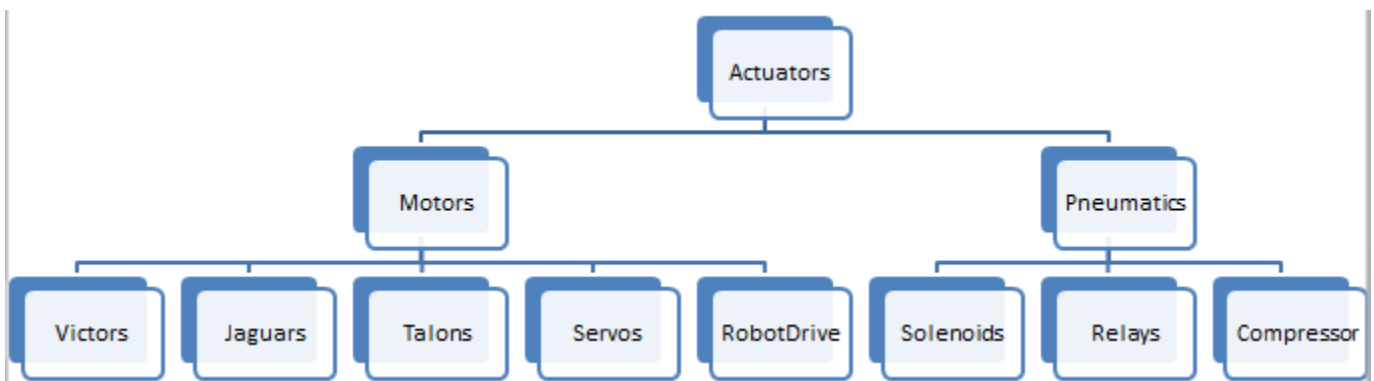 Actuators
Motors
Pneumatics
Victors
Jaguars
Talons
Servos
RobotDrive
Solenoids
Relays
Compressor